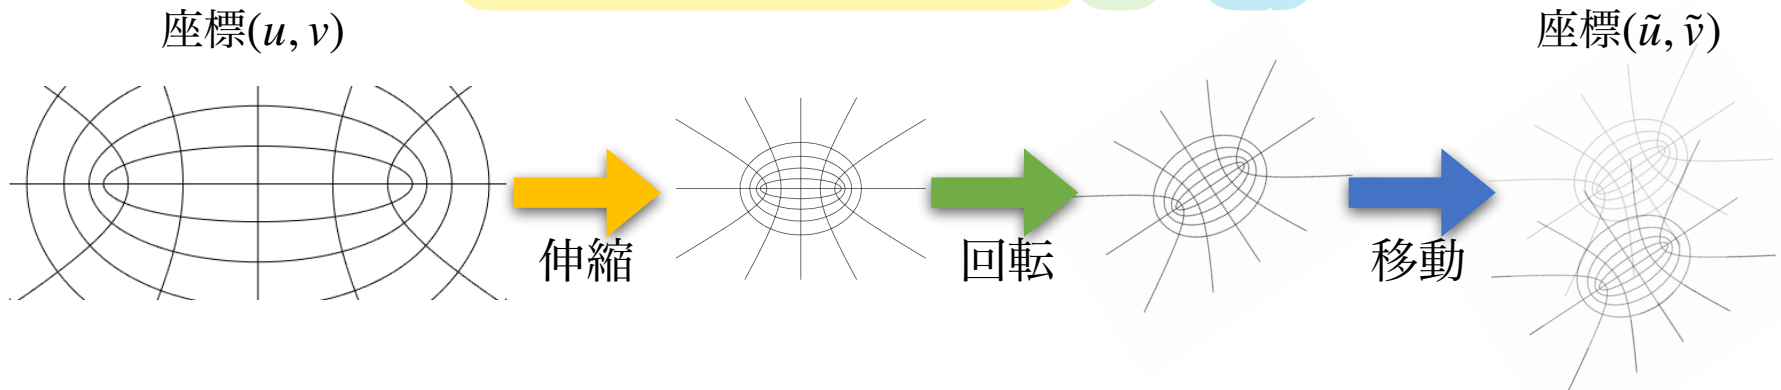 座標(u, v)
座標(ũ, ṽ)
伸縮
回転
移動